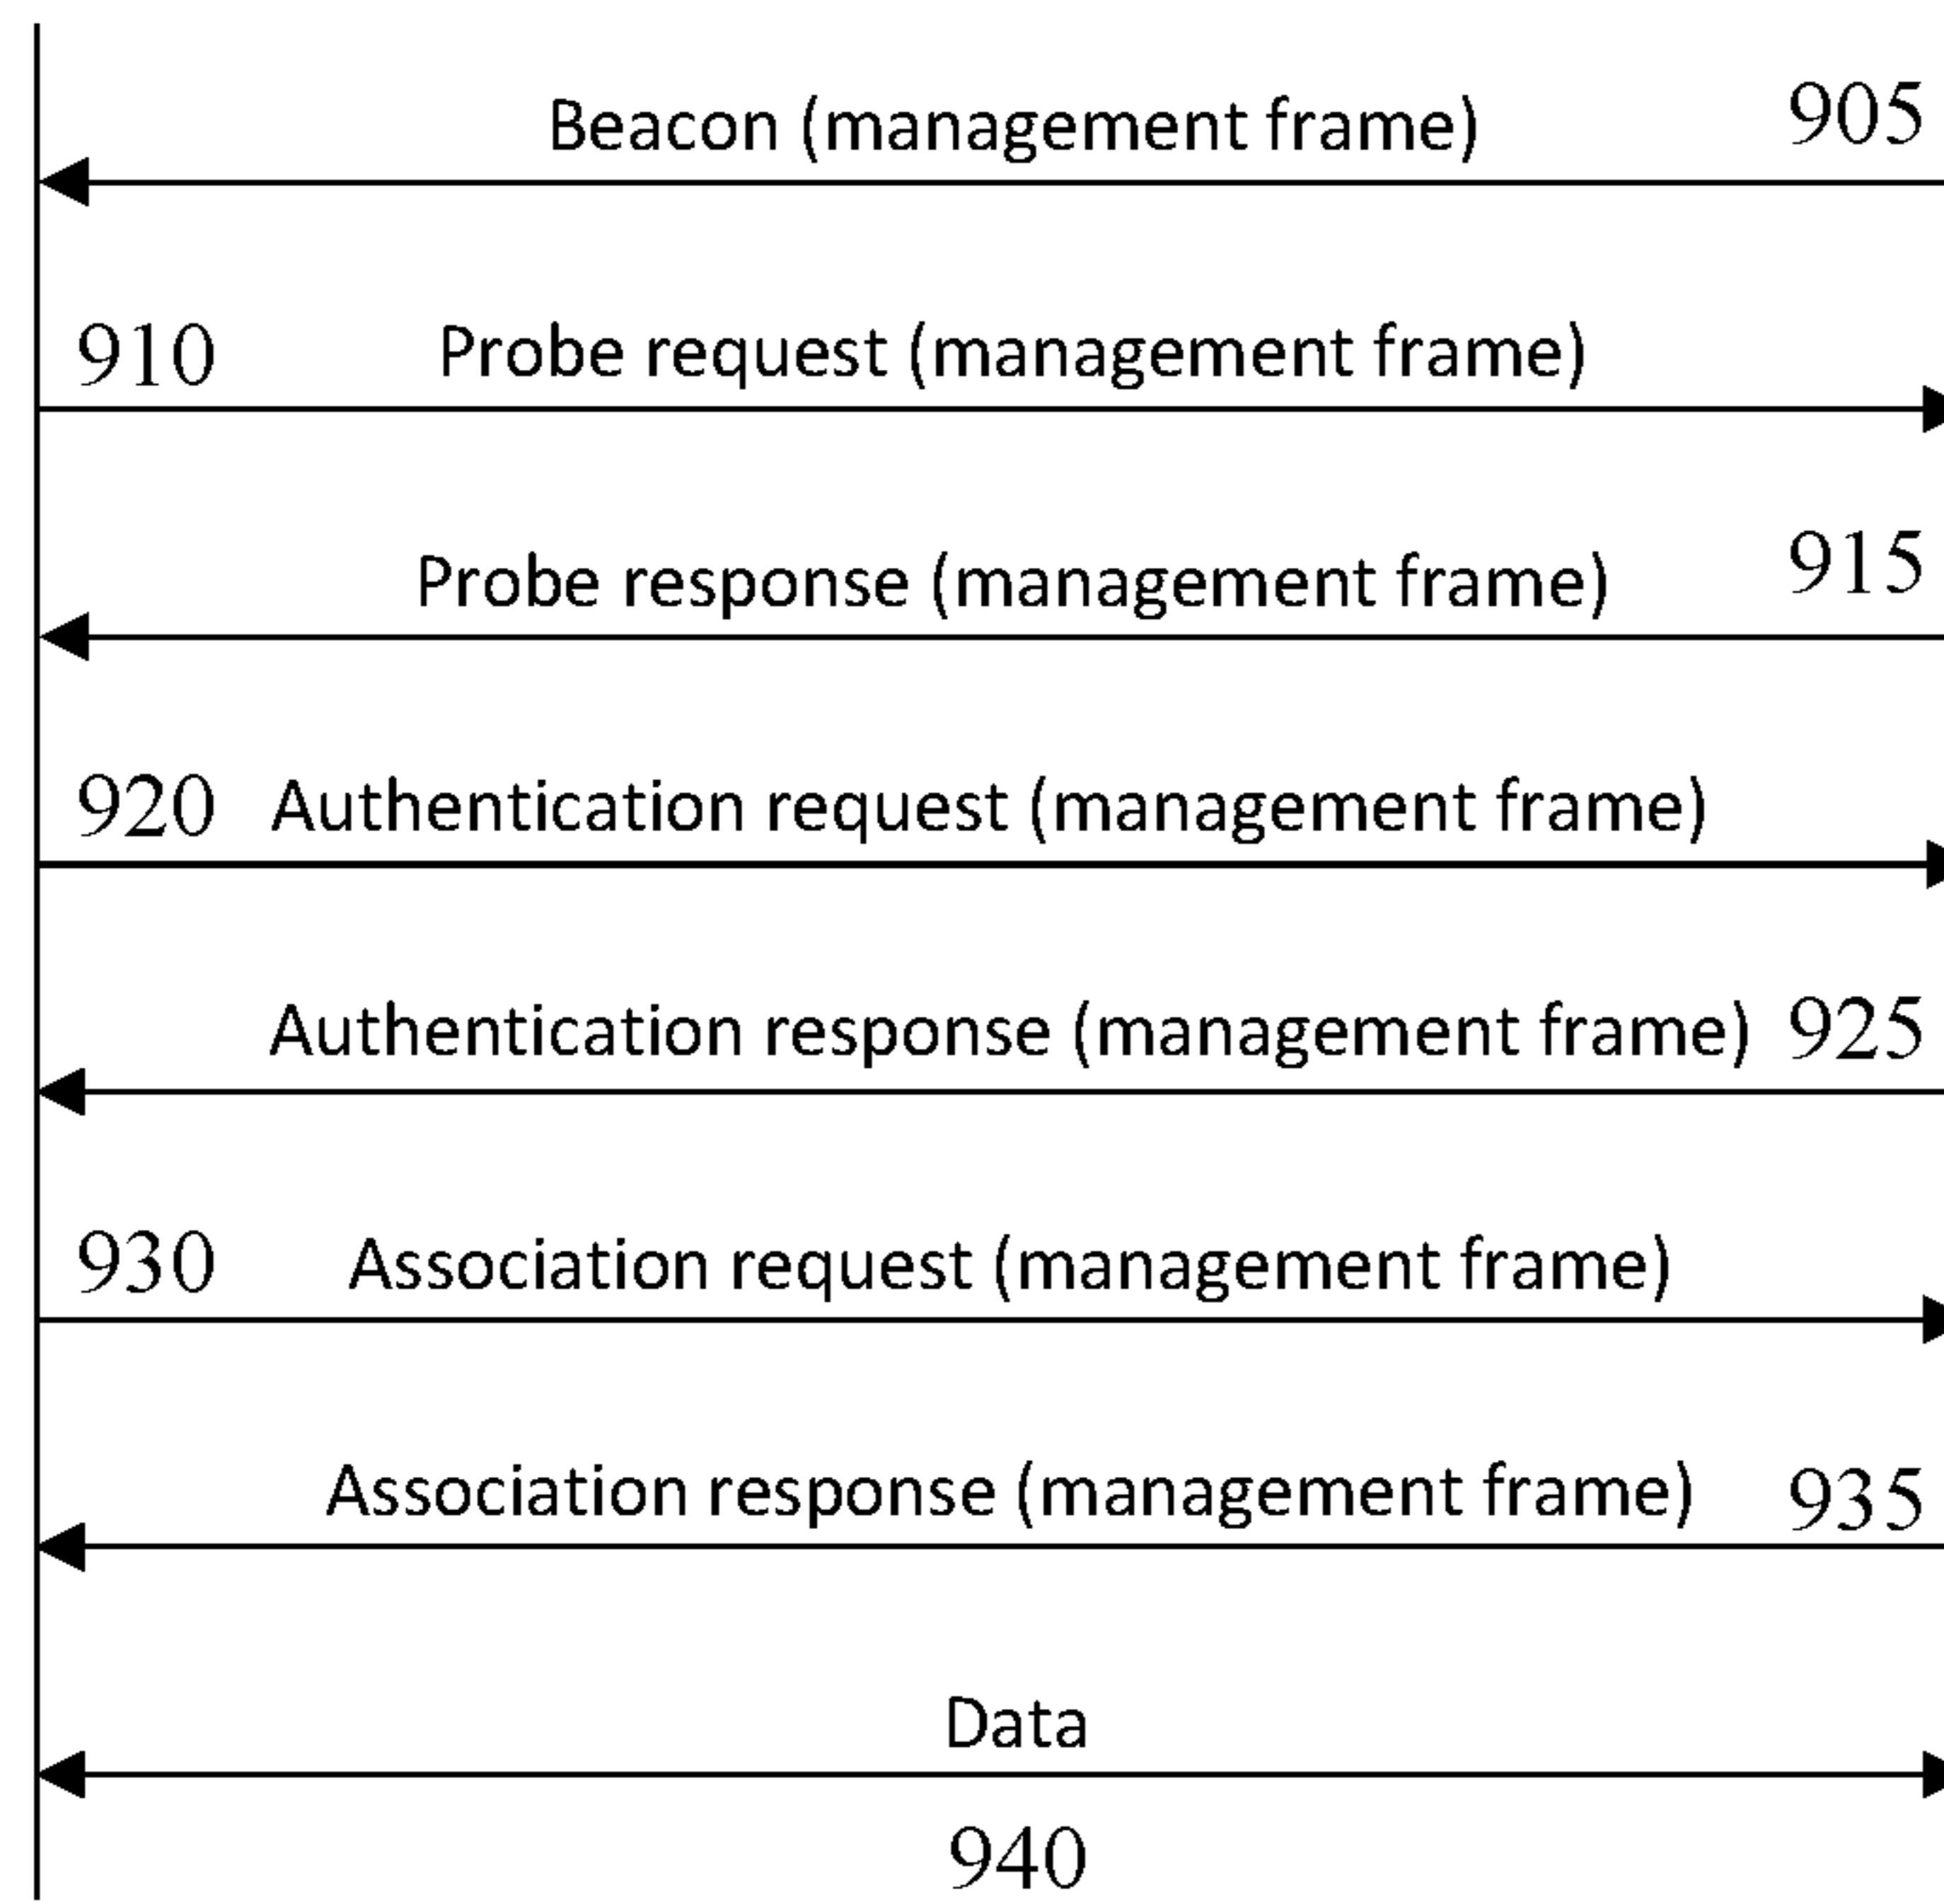 Beacon (management frame) 905
910 Probe request (management frame)
Probe response (management frame) 915
920 Authentication request (management frame)
Authentication response (management frame) 925
930 Association request (management frame)
Association response (management frame) 935
Data
940